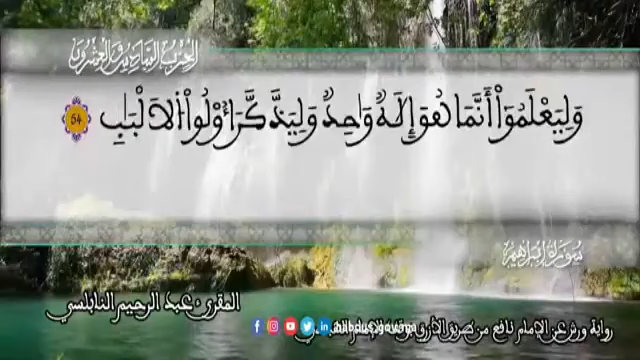 الحزب السادس والعشرون
وَلِيَعْلَمُوٓاْ أَنَّمَا هُوَ إِلَٰهٌ وَٰحِدٌ وَلِيَذَّكَّرَ أُوْلُواْ اُلَالْبَٰبِ 54
سورة إبراهيم
المقرئ عبد الرحيم النابلسي
رواية ورش عن الإمام نافع من طريق الأزرق